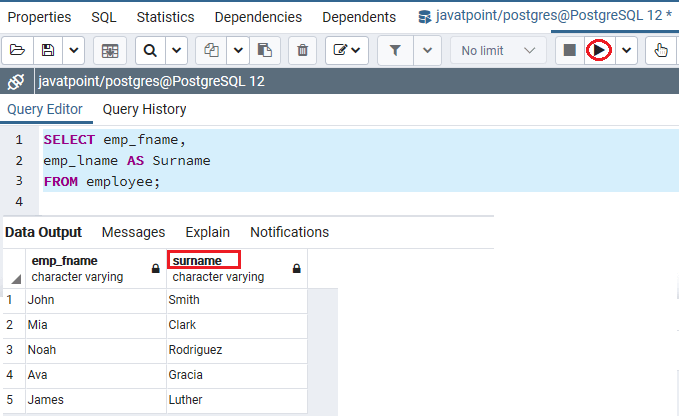 Properties SQL Statistics Dependencies Dependents javatpoint/postgres@PostgreSQL 12 *
No limit
javatpoint/postgres@PostgreSQL 12
Query Editor Query History
1 SELECT emp_fname,
2 emp_lname AS Surname
3 FROM employee;
4
Data Output Messages Explain Notifications
emp_fname surname
character varying character varying
1 John Smith
2 Mia Clark
3 Noah Rodriguez
4 Ava Gracia
5 James Luther